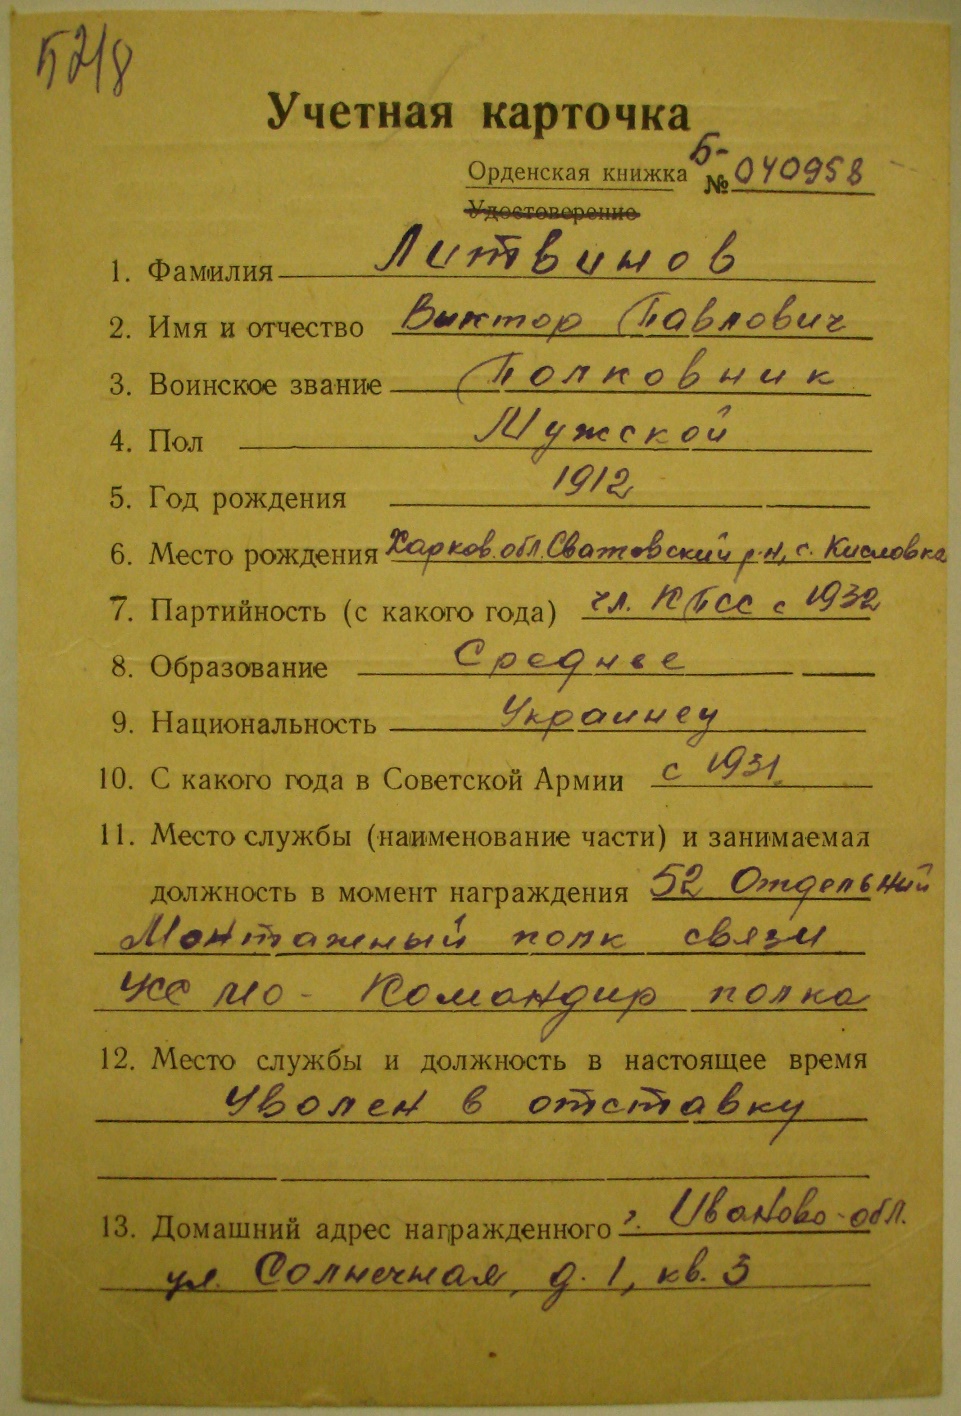 Учетная карточка
Орденская книжка Б- № 040958
Удостоверение
1. Фамилия Литвинов
2. Имя и отчество Виктор Павлович
3. Воинское звание Полковник
4. Пол Мужской
5. Год рождения 1912
6. Место рождения Харков. обл. Сватовский р-н, с. Кисловка
7. Партийность (с какого года) чл. КПСС с 1932
8. Образование Среднее
9. Национальность Украинец
10. С какого года в Советской Армии с 1931
11. Место службы (наименование части) и занимаемая
должность в момент награждения 52 Отдельный
Монтажный полк связи
МО - Командир полка
12. Место службы и должность в настоящее время
Уволен в отставку
13. Домашний адрес награжденного г. Иваново-обл.
ул. Солнечная, д. 1, кв. 3